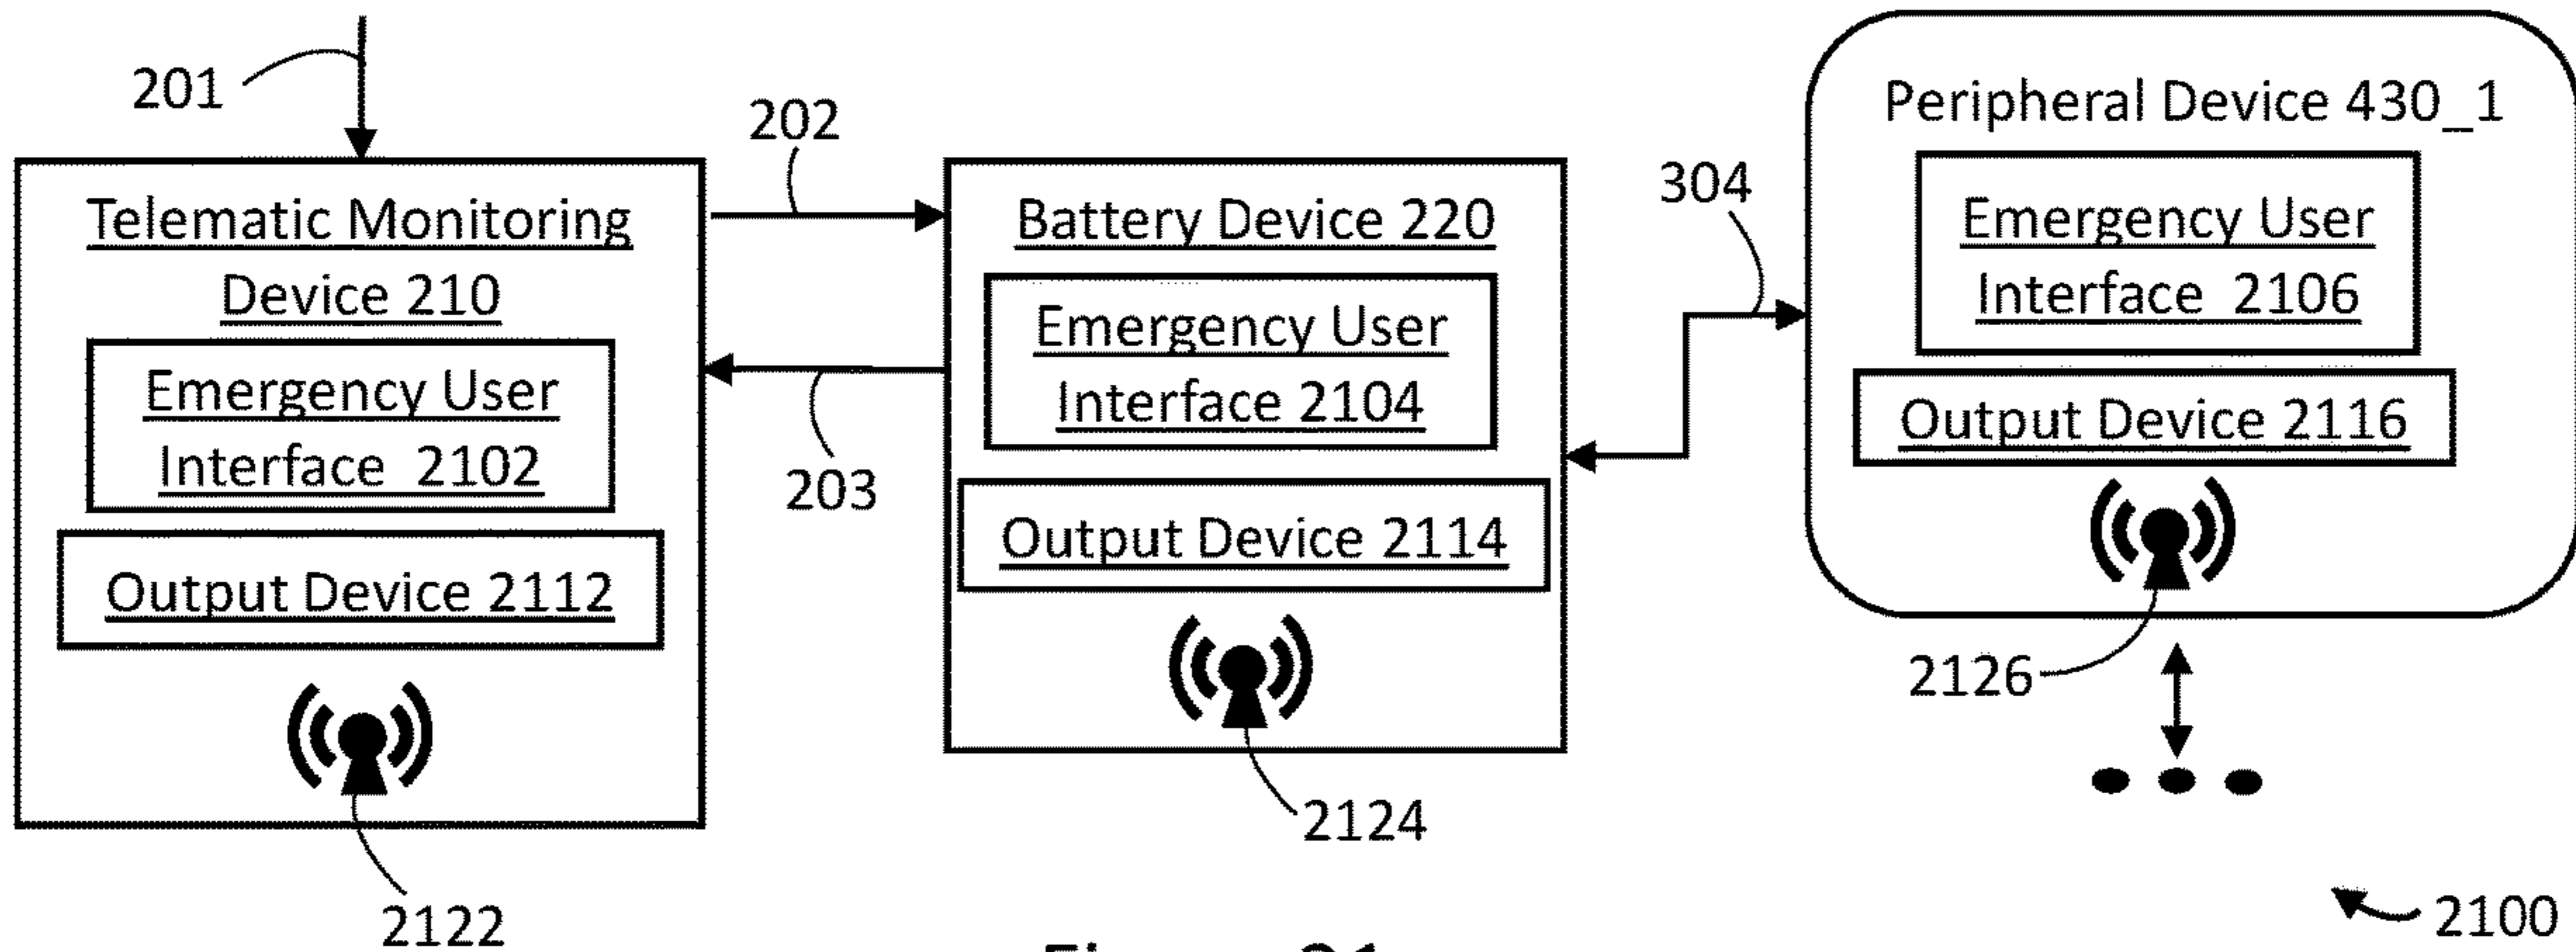 201
202
Telematic Monitoring
Device 210
Emergency User
Interface 2102
Output Device 2112
2122
203
Battery Device 220
Emergency User
Interface 2104
Output Device 2114
2124
304
Peripheral Device 430_1
Emergency User
Interface 2106
Output Device 2116
2126
2100